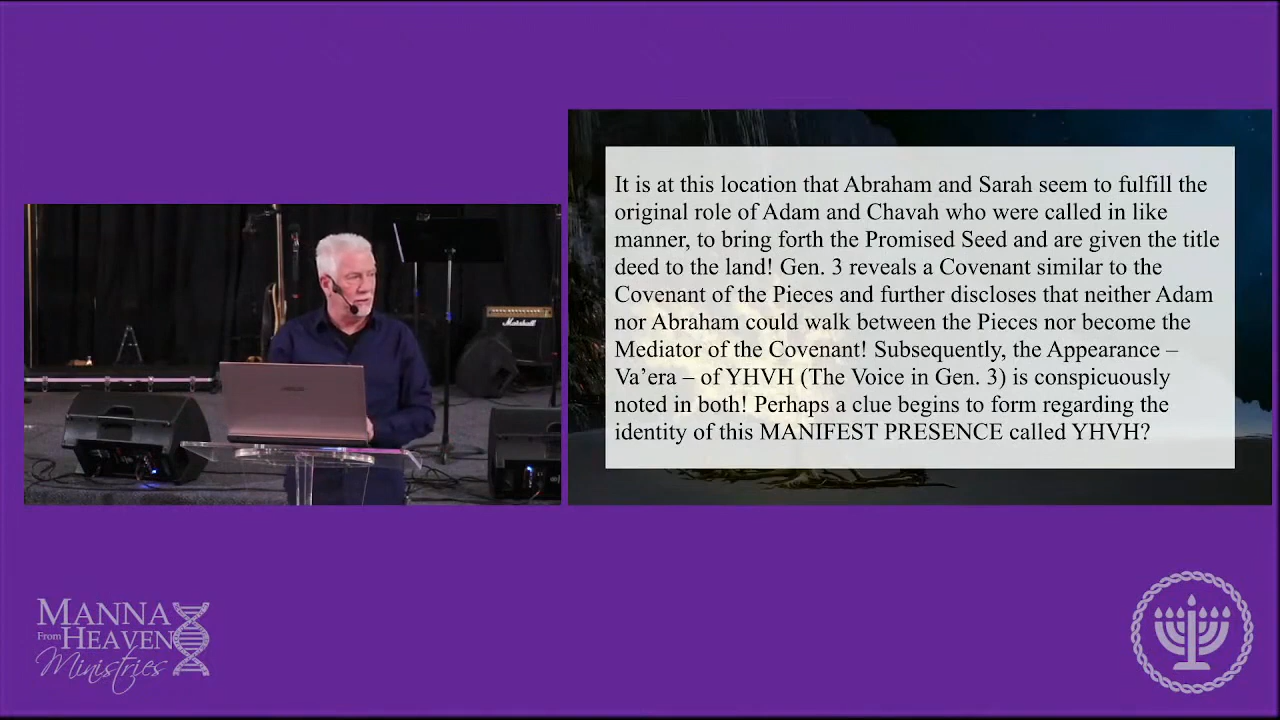 It is at this location that Abraham and Sarah seem to fulfill the
original role of Adam and Chavah who were called in like
manner, to bring forth the Promised Seed and are given the title
deed to the land! Gen. 3 reveals a Covenant similar to the
Covenant of the Pieces and further discloses that neither Adam
nor Abraham could walk between the Pieces nor become the
Mediator of the Covenant! Subsequently, the Appearance –
Va’era – of YHVH (The Voice in Gen. 3) is conspicuously
noted in both! Perhaps a clue begins to form regarding the
identity of this MANIFEST PRESENCE called YHVH?
Marshall
MANNA
From HEAVEN
Ministries